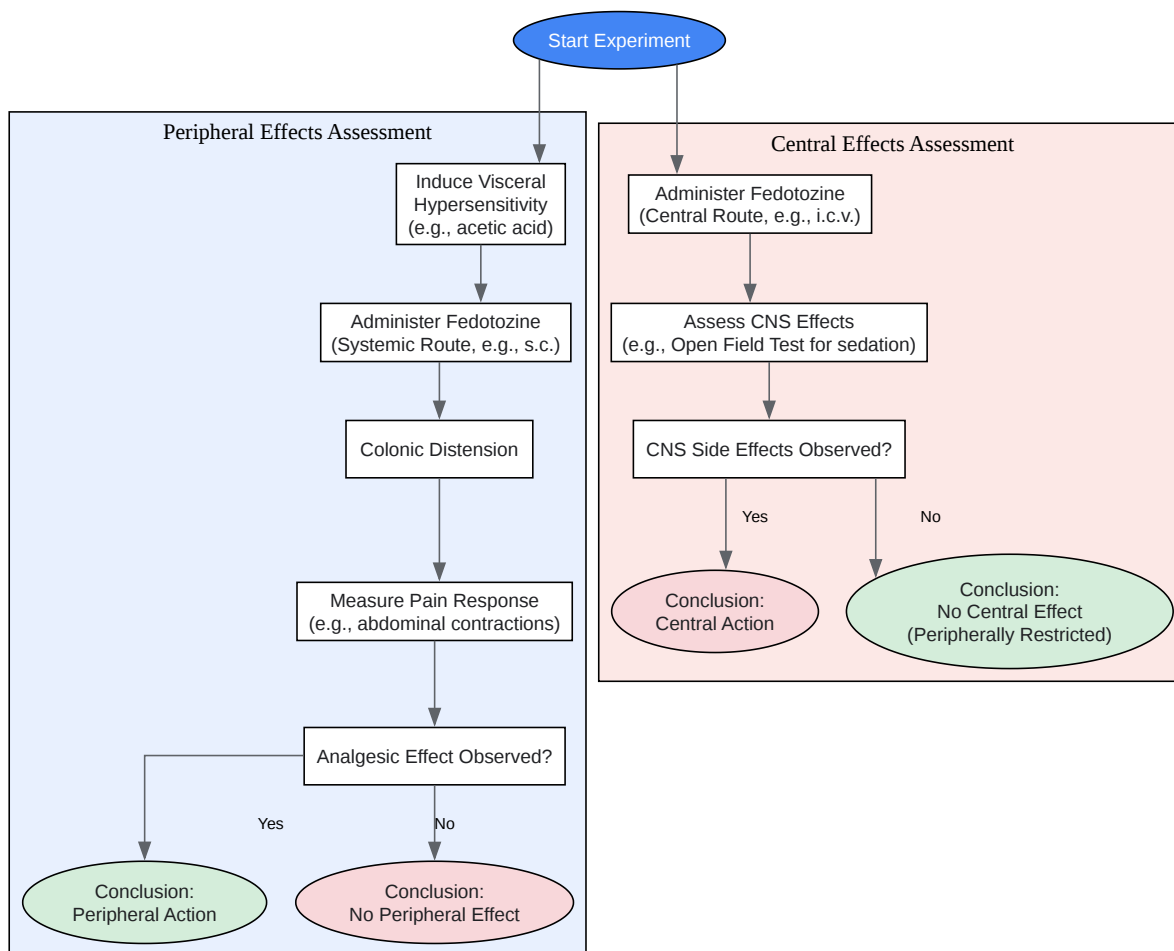 Start Experiment
Peripheral Effects Assessment
Induce Visceral
Hypersensitivity
(e.g., acetic acid)
Administer Fedotozine
(Systemic Route, e.g., s.c.)
Colonic Distension
Measure Pain Response
(e.g., abdominal contractions)
Analgesic Effect Observed?
Yes
No
Conclusion:
Peripheral Action
Conclusion:
No Peripheral Effect
Central Effects Assessment
Administer Fedotozine
(Central Route, e.g., i.c.v.)
Assess CNS Effects
(e.g., Open Field Test for sedation)
CNS Side Effects Observed?
Yes
No
Conclusion:
Central Action
Conclusion:
No Central Effect
(Peripherally Restricted)